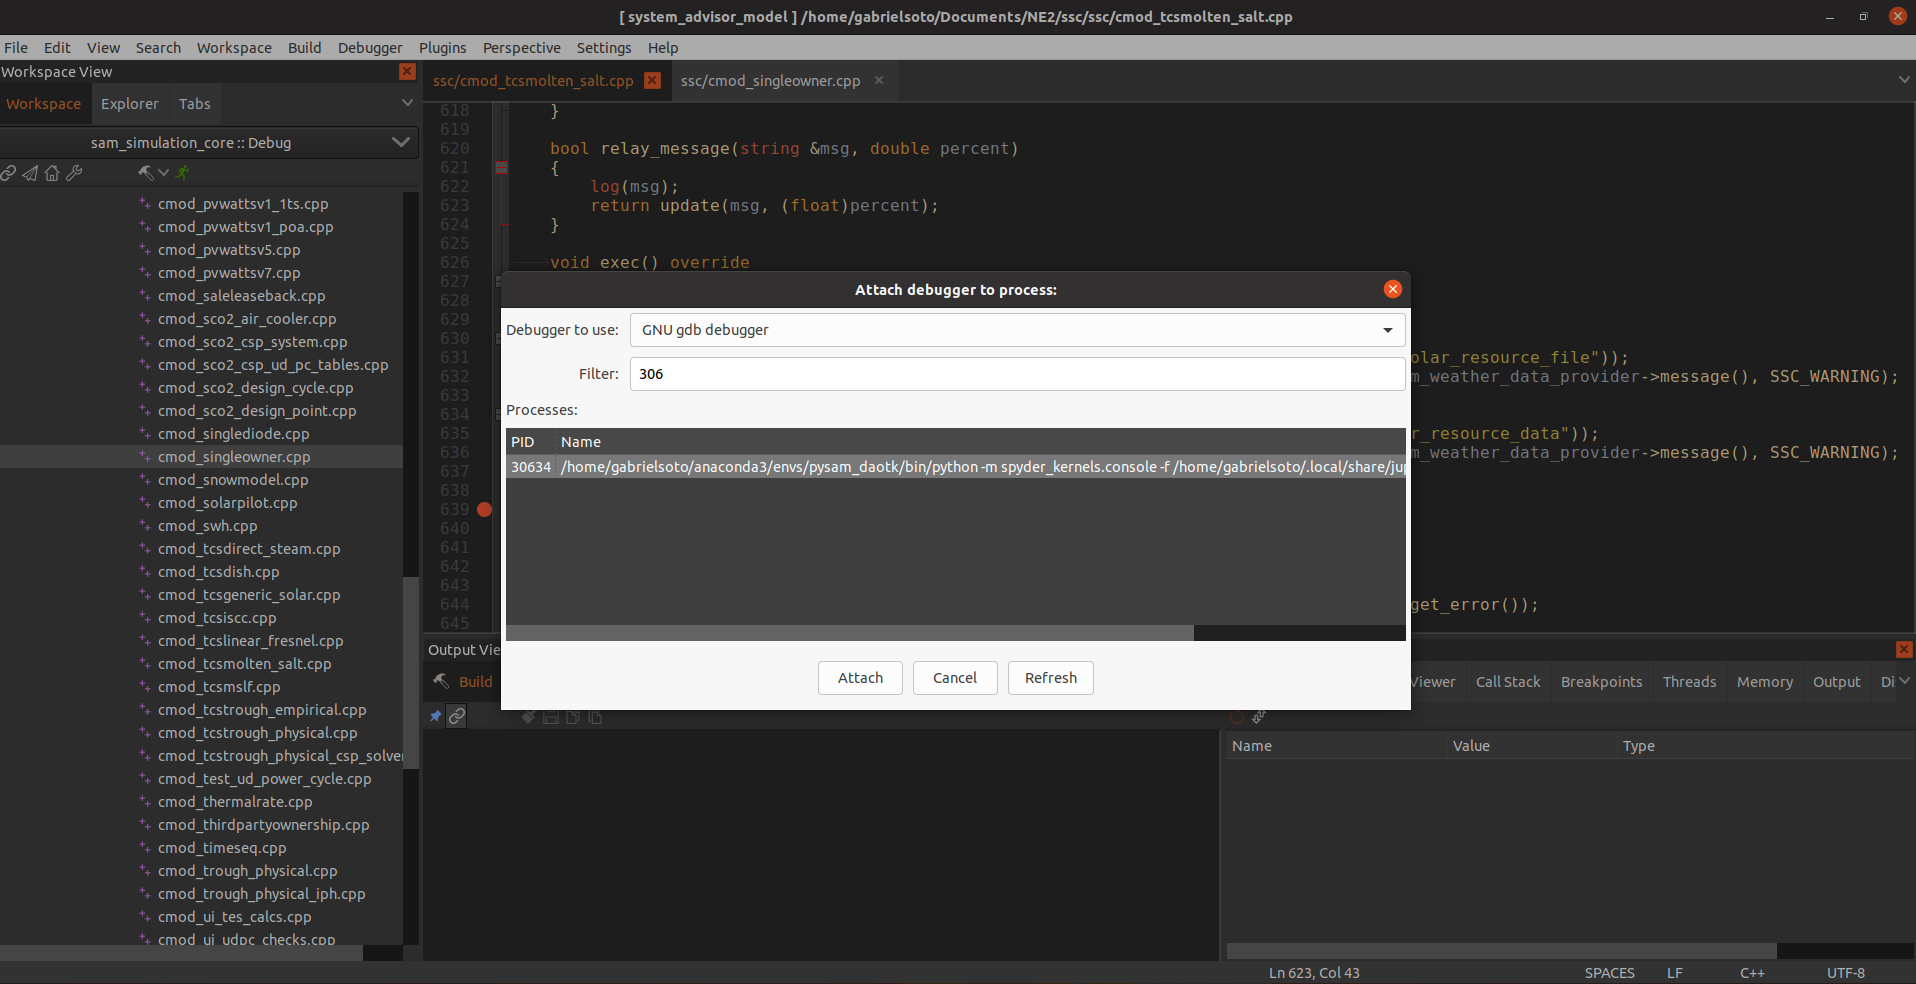 [ system_advisor_model ] /home/gabrielsoto/Documents/NE2/ssc/ssc/cmod_tcsmolten_salt.cpp
File Edit View Search Workspace Build Debugger Plugins Perspective Settings Help
Workspace View
Workspace Explorer Tabs
sam_simulation_core :: Debug
cmod_pvwattsv1_1ts.cpp
cmod_pvwattsv1_poa.cpp
cmod_pvwattsv5.cpp
cmod_pvwattsv7.cpp
cmod_saleleaseback.cpp
cmod_sco2_air_cooler.cpp
cmod_sco2_csp_system.cpp
cmod_sco2_csp_ud_pc_tables.cpp
cmod_sco2_design_cycle.cpp
cmod_sco2_design_point.cpp
cmod_singlediode.cpp
cmod_singleowner.cpp
cmod_snowmodel.cpp
cmod_solarpilot.cpp
cmod_swh.cpp
cmod_tcsdirect_steam.cpp
cmod_tcsdish.cpp
cmod_tcsgeneric_solar.cpp
cmod_tcsiscc.cpp
cmod_tcslinear_fresnel.cpp
cmod_tcsmolten_salt.cpp
cmod_tcsmslf.cpp
cmod_tcstrough_empirical.cpp
cmod_tcstrough_physical.cpp
cmod_tcstrough_physical_csp_solver
cmod_test_ud_power_cycle.cpp
cmod_thermalrate.cpp
cmod_thirdpartyownership.cpp
cmod_timeseq.cpp
cmod_trough_physical.cpp
cmod_trough_physical_iph.cpp
cmod_ui_tes_calcs.cpp
cmod_ui_udpc_checks.cpp
ssc/cmod_tcsmolten_salt.cpp ssc/cmod_singleowner.cpp
618 }
619
620 bool relay_message(string &msg, double percent)
621 {
622 log(msg);
623 return update(msg, (float)percent);
624 }
625
626 void exec() override
627
628
629
630
631 olar_resource_file"));
632 m_weather_data_provider->message(), SSC_WARNING);
633
634
635 r_resource_data"));
636 m_weather_data_provider->message(), SSC_WARNING);
637
638
639
640
641
642
643
644 get_error());
645
Attach debugger to process:
Debugger to use: GNU gdb debugger
Filter: 306
Processes:
PID Name
30634 /home/gabrielsoto/anaconda3/envs/pysam_daotk/bin/python -m spyder_kernels.console -f /home/gabrielsoto/.local/share/jup
Attach Cancel Refresh
Output Vie
Build
Viewer Call Stack Breakpoints Threads Memory Output Di
Name Value Type
Ln 623, Col 43 SPACES LF C++ UTF-8